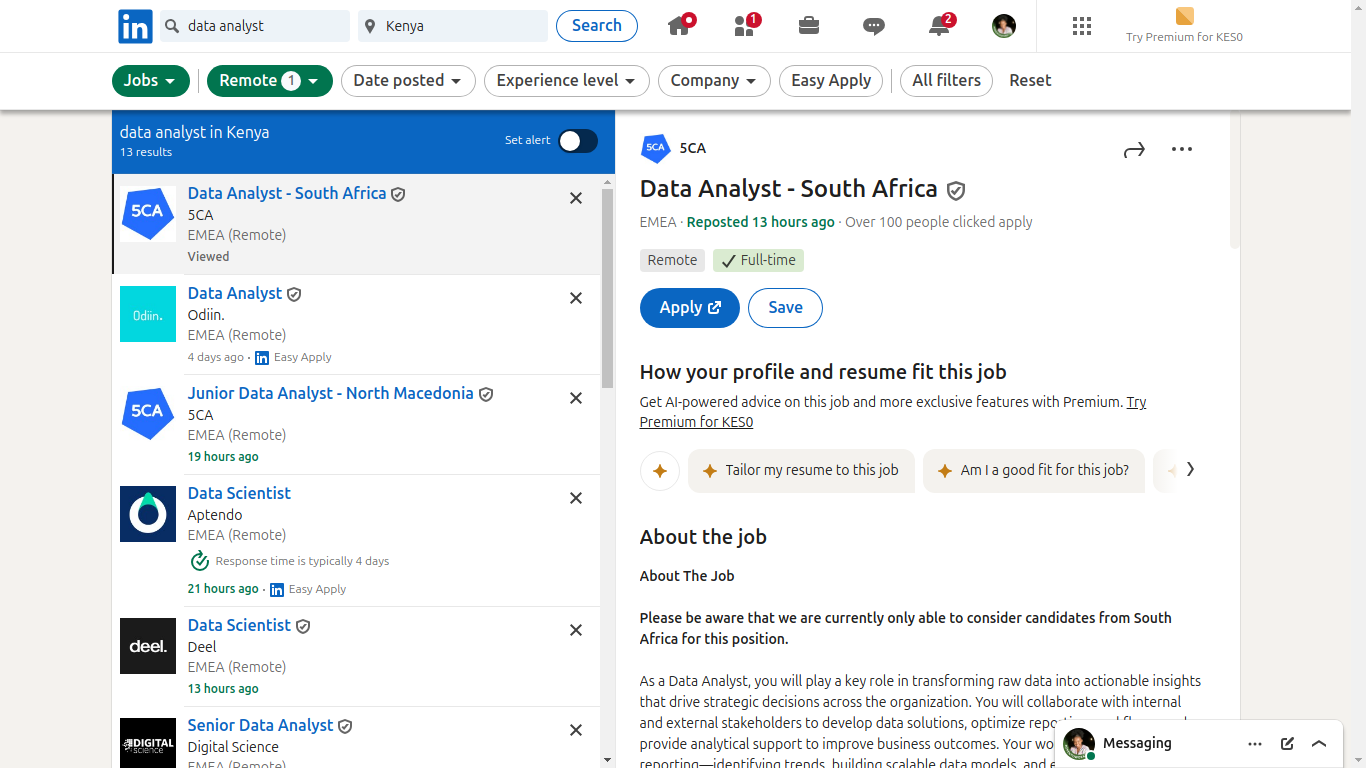 in data analyst Kenya Search 1 2 Try Premium for KES0
Jobs Remote 1 Date posted Experience level Company Easy Apply All filters Reset
data analyst in Kenya
13 results
Set alert
5CA
Data Analyst - South Africa
5CA
EMEA (Remote)
Viewed
Odiin.
Data Analyst
Odiin.
EMEA (Remote)
4 days ago · in Easy Apply
5CA
Junior Data Analyst - North Macedonia
5CA
EMEA (Remote)
19 hours ago
Data Scientist
Aptendo
EMEA (Remote)
Response time is typically 4 days
21 hours ago · in Easy Apply
deel.
Data Scientist
Deel
EMEA (Remote)
13 hours ago
DIGITAL
science
Senior Data Analyst
Digital Science
EMEA (Remote)
5CA 5CA
Data Analyst - South Africa
EMEA · Reposted 13 hours ago · Over 100 people clicked apply
Remote Full-time
Apply Save
How your profile and resume fit this job
Get AI-powered advice on this job and more exclusive features with Premium. Try
Premium for KES0
Tailor my resume to this job Am I a good fit for this job?
About the job
About The Job
Please be aware that we are currently only able to consider candidates from South
Africa for this position.
As a Data Analyst, you will play a key role in transforming raw data into actionable insights
that drive strategic decisions across the organization. You will collaborate with internal
and external stakeholders to develop data solutions, optimize
provide analytical support to improve business outcomes. Your
reporting—identifying trends, building scalable data models, and
Messaging